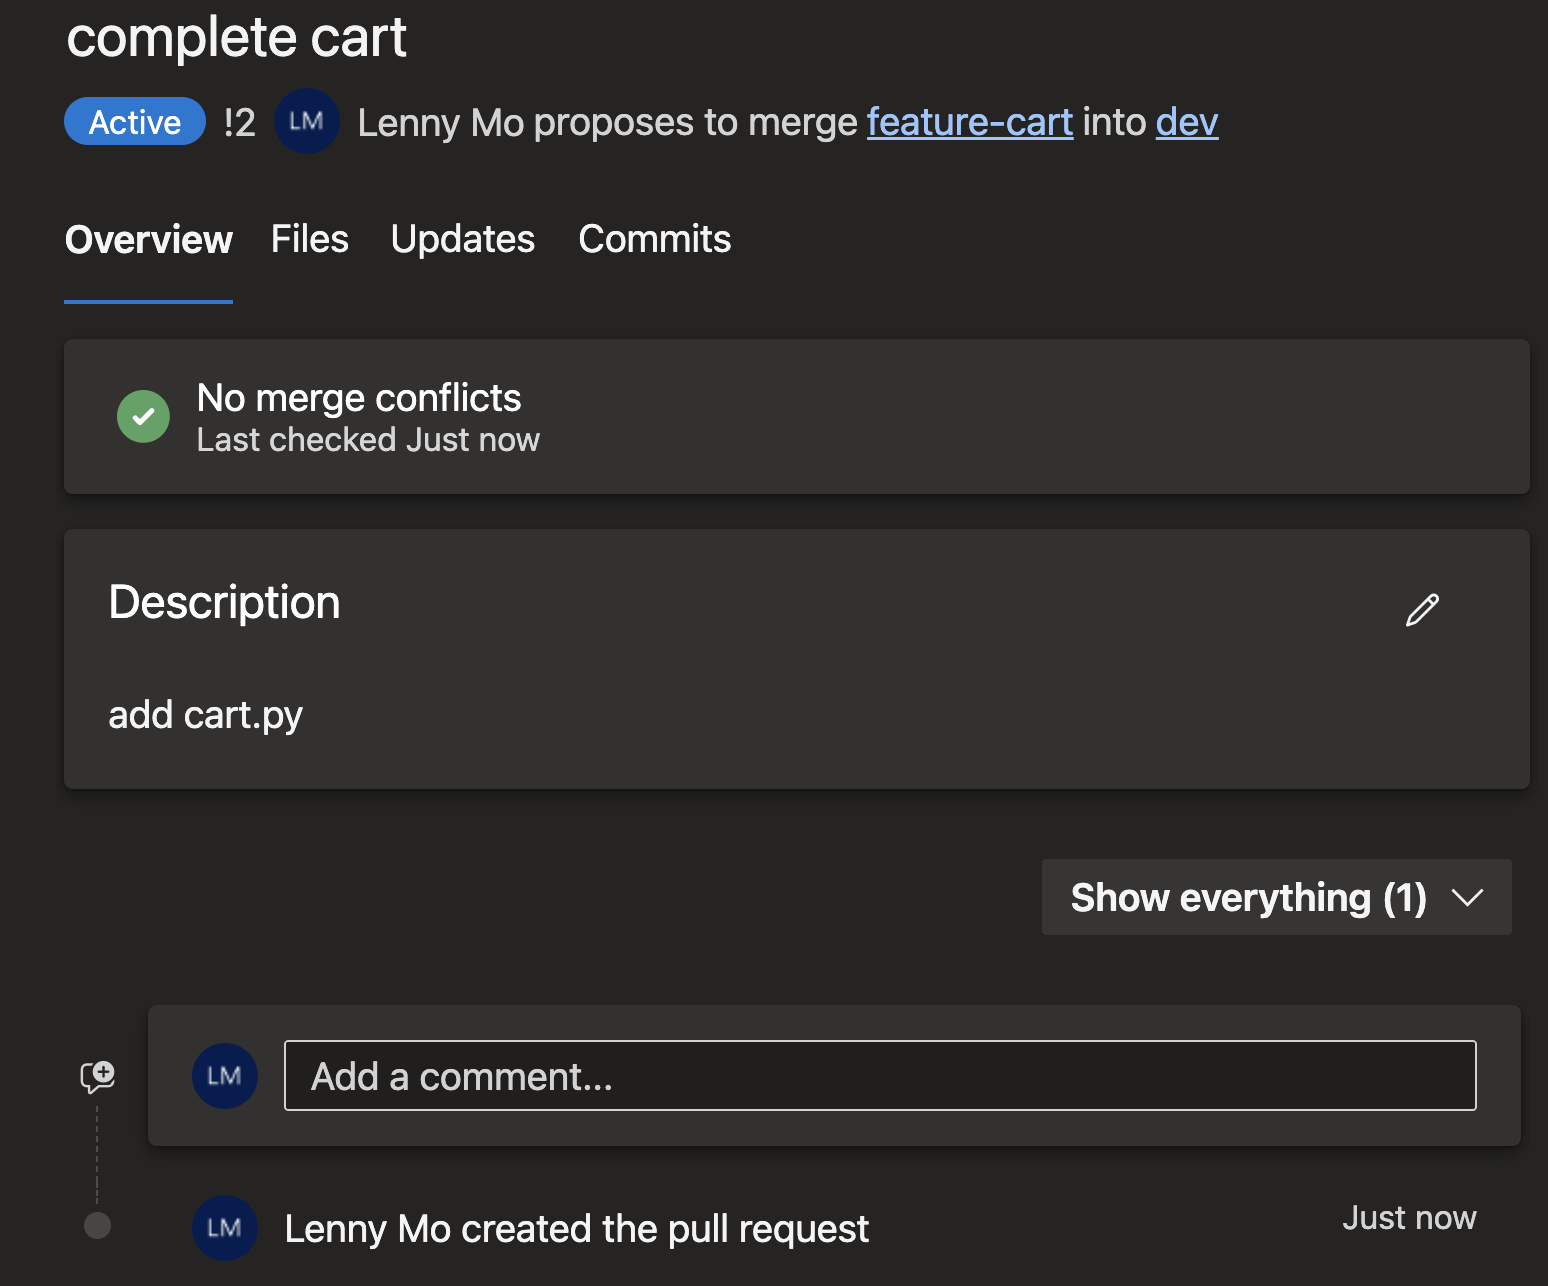 complete cart
Active !2 LM Lenny Mo proposes to merge feature-cart into dev
Overview Files Updates Commits
No merge conflicts
Last checked Just now
Description
add cart.py
Show everything (1)
LM Add a comment...
LM Lenny Mo created the pull request Just now